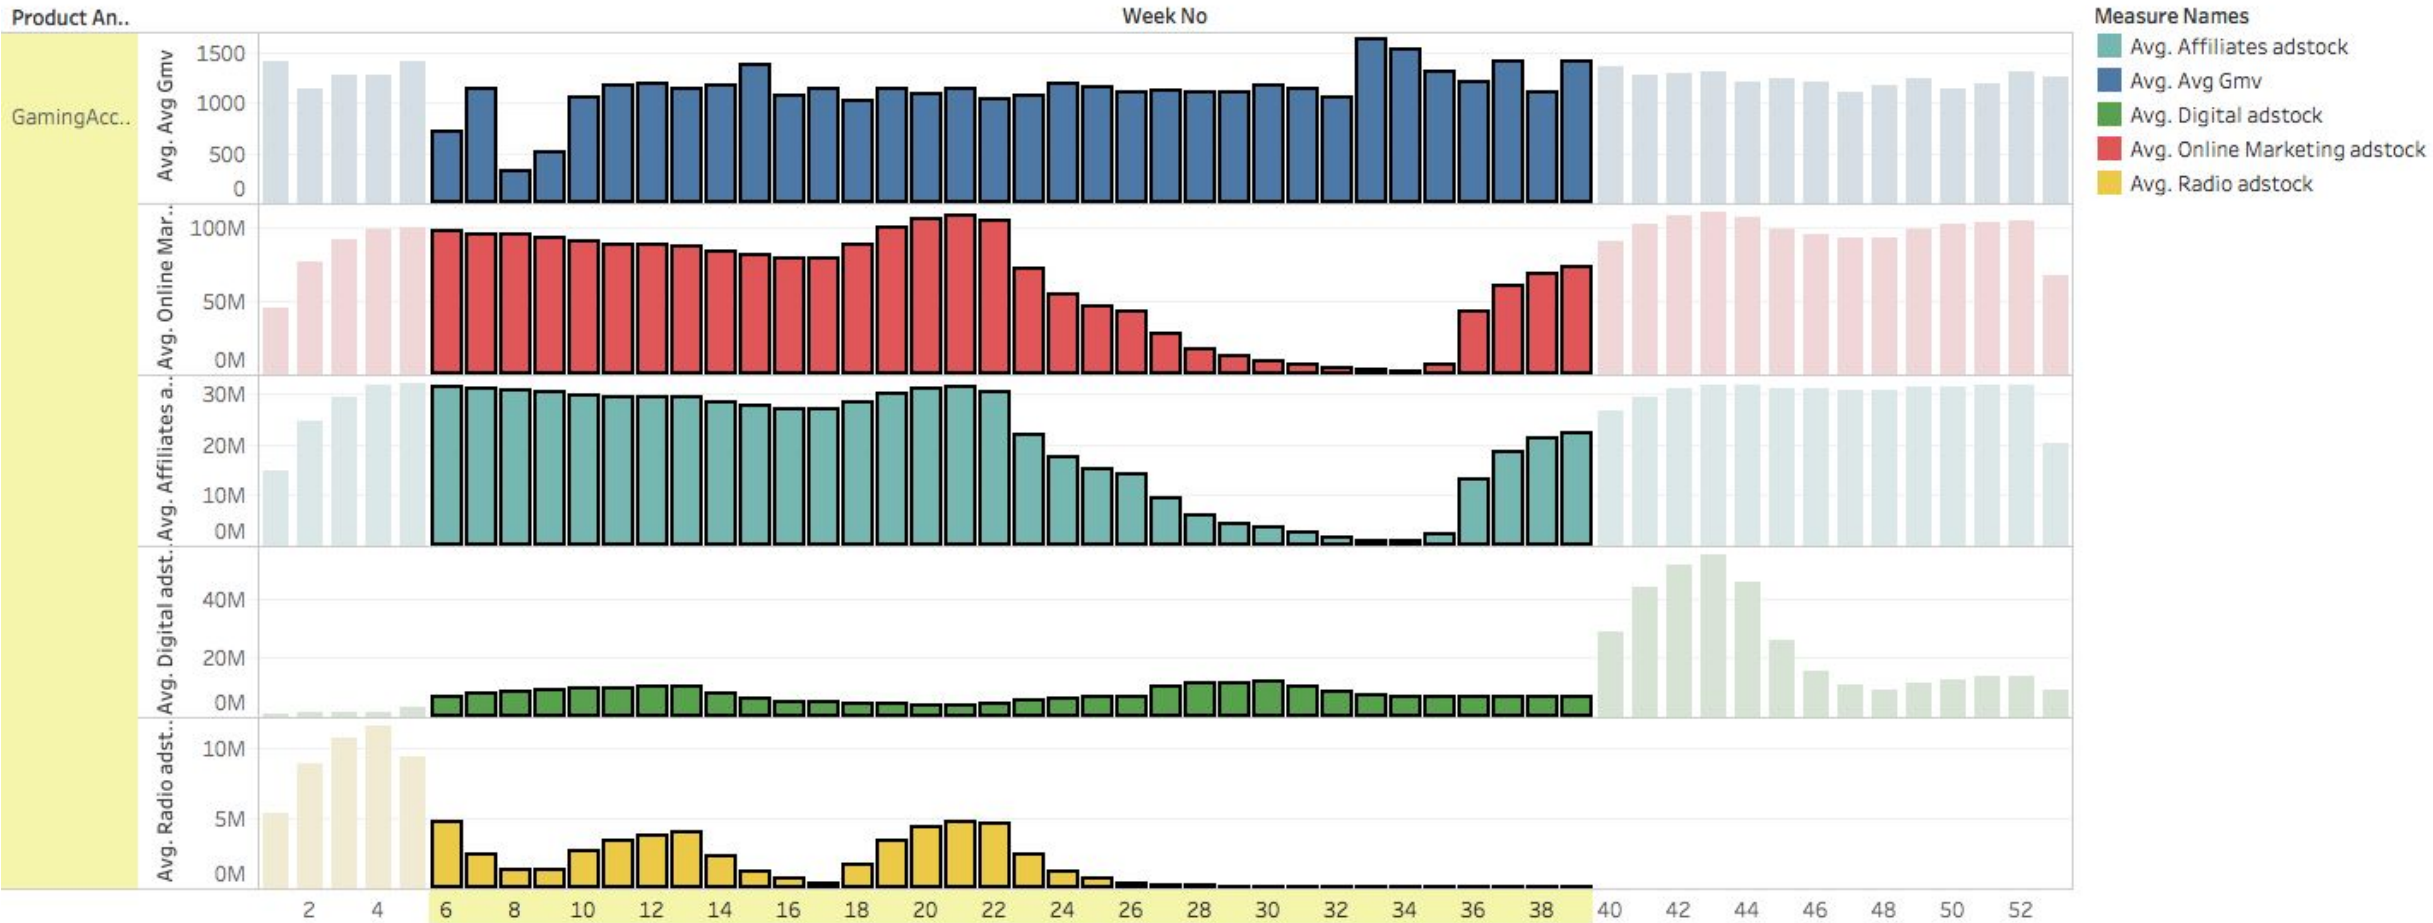 Product An..
Week No
Measure Names
Avg. Affiliates adstock
Avg. Avg Gmv
Avg. Digital adstock
Avg. Online Marketing adstock
Avg. Radio adstock
GamingAcc..
Avg. Avg Gmv
1500
1000
500
0
Avg. Online Mar..
100M
50M
0M
Avg. Affiliates a..
30M
20M
10M
0M
Avg. Digital adst..
40M
20M
0M
Avg. Radio adst..
10M
5M
0M
2 4 6 8 10 12 14 16 18 20 22 24 26 28 30 32 34 36 38 40 42 44 46 48 50 52